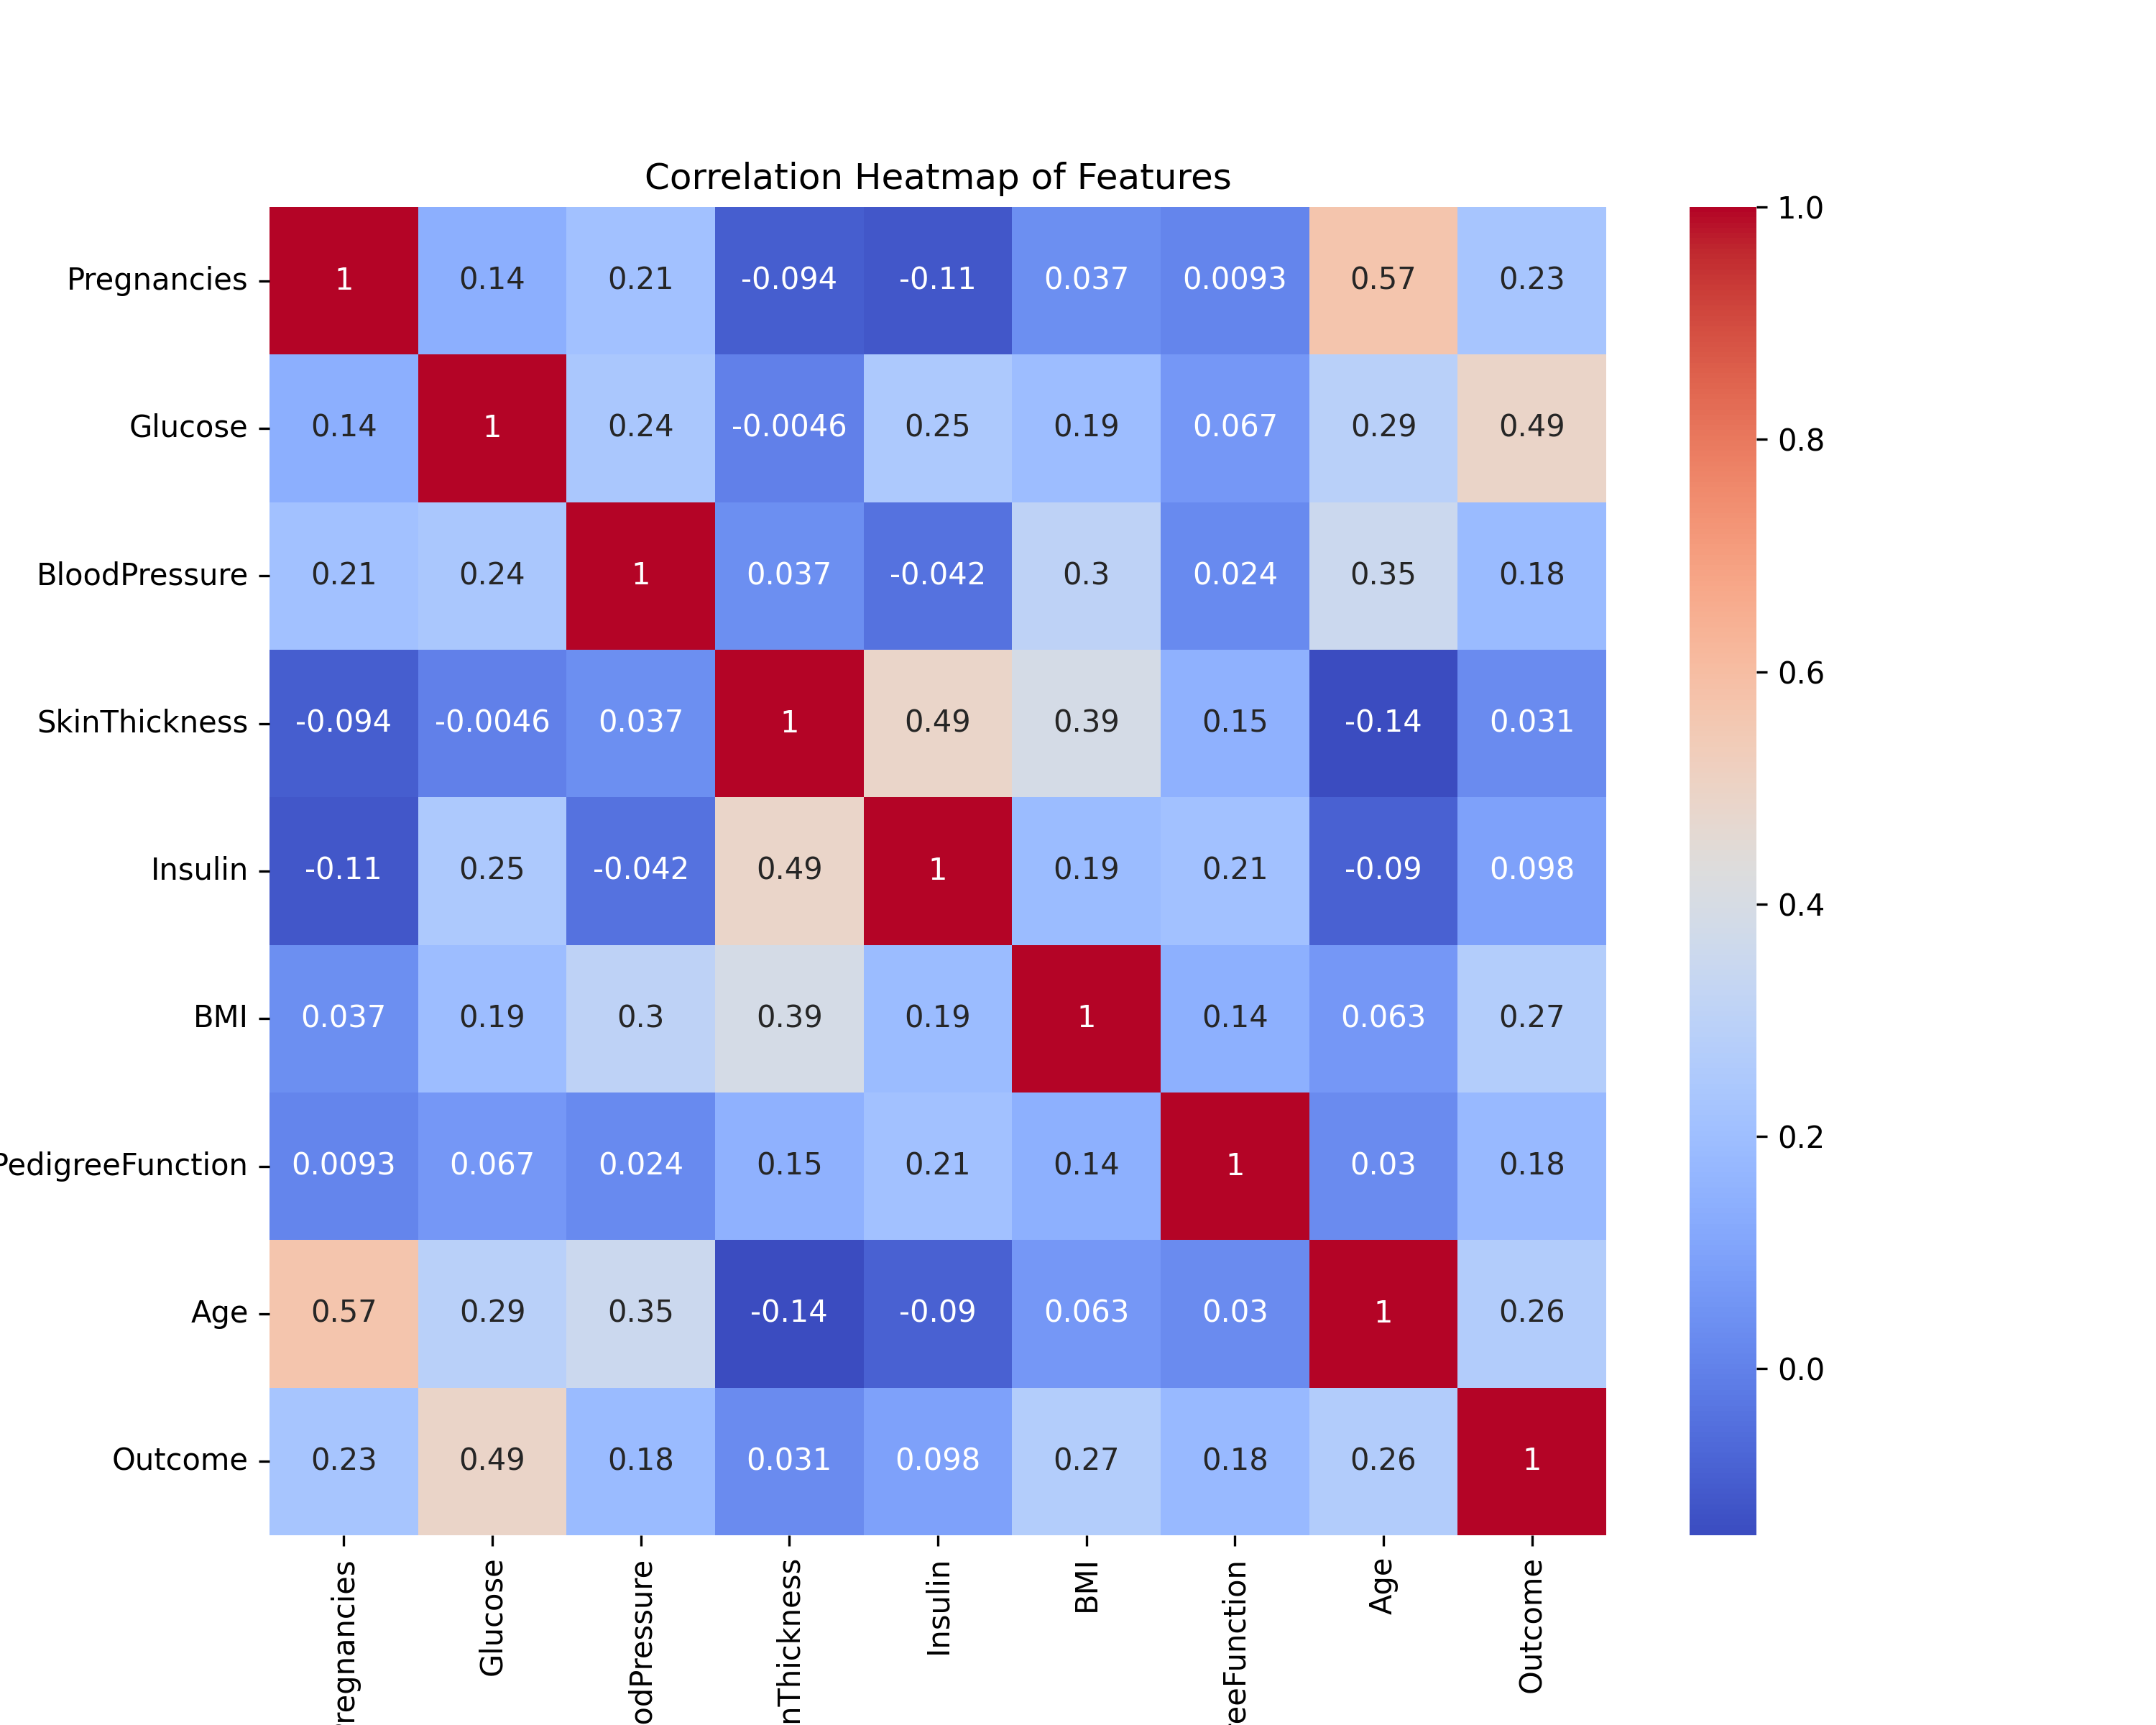 Correlation Heatmap of Features
Pregnancies 1 0.14 0.21 -0.094 -0.11 0.037 0.0093 0.57 0.23
Glucose 0.14 1 0.24 -0.0046 0.25 0.19 0.067 0.29 0.49
BloodPressure 0.21 0.24 1 0.037 -0.042 0.3 0.024 0.35 0.18
SkinThickness -0.094 -0.0046 0.037 1 0.49 0.39 0.15 -0.14 0.031
Insulin -0.11 0.25 -0.042 0.49 1 0.19 0.21 -0.09 0.098
BMI 0.037 0.19 0.3 0.39 0.19 1 0.14 0.063 0.27
PedigreeFunction 0.0093 0.067 0.024 0.15 0.21 0.14 1 0.03 0.18
Age 0.57 0.29 0.35 -0.14 -0.09 0.063 0.03 1 0.26
Outcome 0.23 0.49 0.18 0.031 0.098 0.27 0.18 0.26 1
regnancies
Glucose
odPressure
nThickness
Insulin
BMI
reeFunction
Age
Outcome
1.0
0.8
0.6
0.4
0.2
0.0